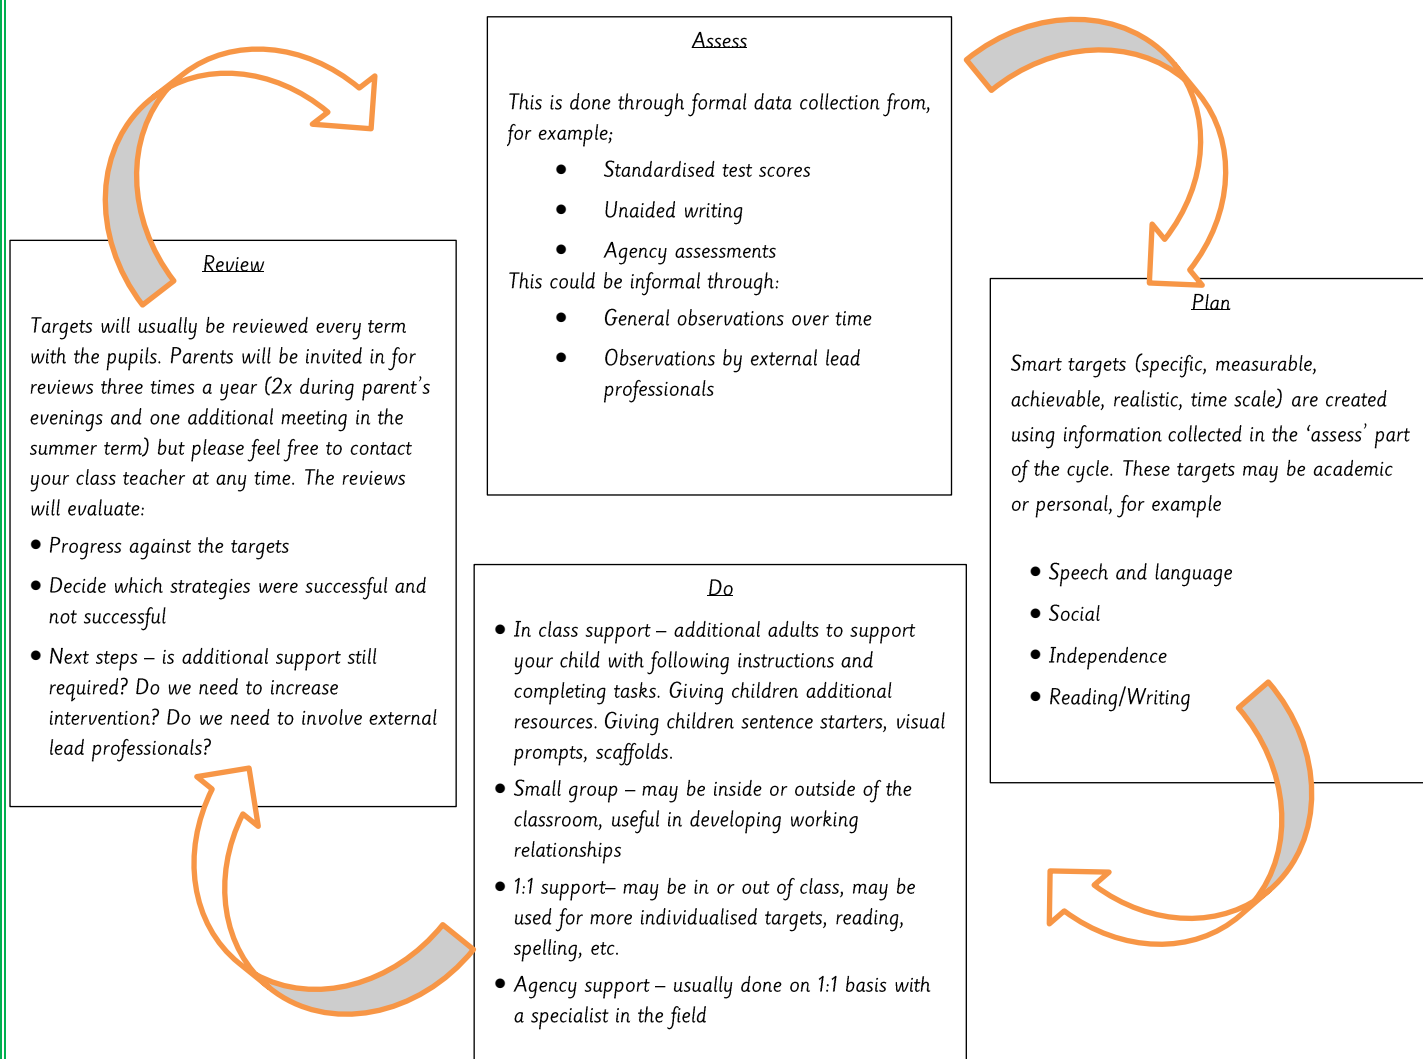 Assess
This is done through formal data collection from,
for example;
● Standardised test scores
● Unaided writing
● Agency assessments
This could be informal through:
● General observations over time
● Observations by external lead
professionals
Plan
Smart targets (specific, measurable,
achievable, realistic, time scale) are created
using information collected in the ‘assess’ part
of the cycle. These targets may be academic
or personal, for example
● Speech and language
● Social
● Independence
● Reading/Writing
Do
● In class support – additional adults to support
your child with following instructions and
completing tasks. Giving children additional
resources. Giving children sentence starters, visual
prompts, scaffolds.
● Small group – may be inside or outside of the
classroom, useful in developing working
relationships
● 1:1 support– may be in or out of class, may be
used for more individualised targets, reading,
spelling, etc.
● Agency support – usually done on 1:1 basis with
a specialist in the field
Review
Targets will usually be reviewed every term
with the pupils. Parents will be invited in for
reviews three times a year (2x during parent’s
evenings and one additional meeting in the
summer term) but please feel free to contact
your class teacher at any time. The reviews
will evaluate:
● Progress against the targets
● Decide which strategies were successful and
not successful
● Next steps – is additional support still
required? Do we need to increase
intervention? Do we need to involve external
lead professionals?